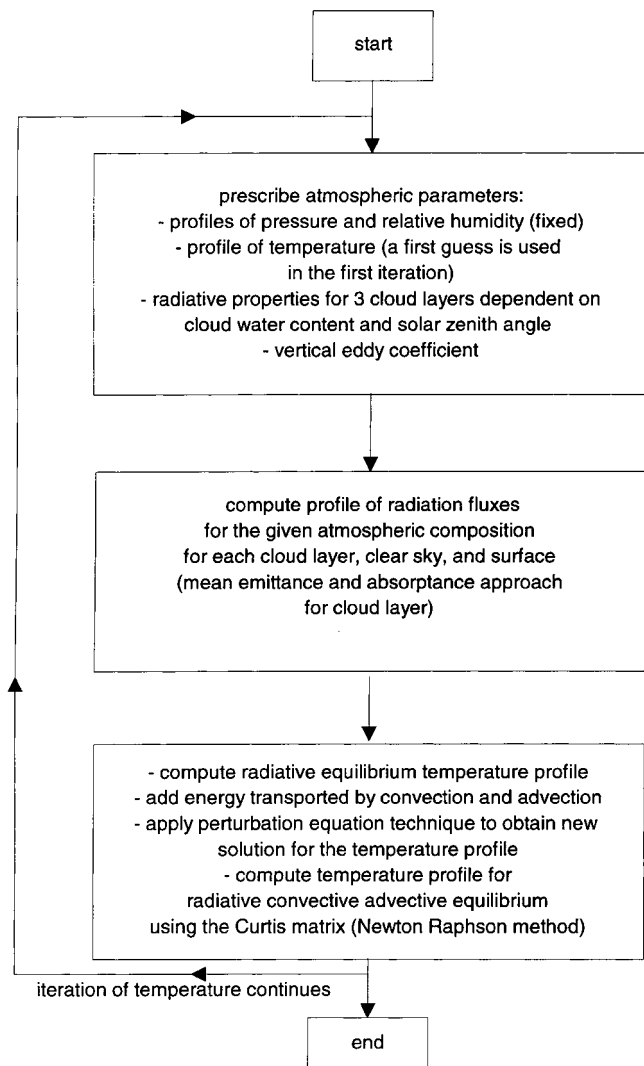 start
prescribe atmospheric parameters:
- profiles of pressure and relative humidity (fixed)
- profile of temperature (a first guess is used
in the first iteration)
- radiative properties for 3 cloud layers dependent on
cloud water content and solar zenith angle
- vertical eddy coefficient
compute profile of radiation fluxes
for the given atmospheric composition
for each cloud layer, clear sky, and surface
(mean emittance and absorptance approach
for cloud layer)
- compute radiative equilibrium temperature profile
- add energy transported by convection and advection
- apply perturbation equation technique to obtain new
solution for the temperature profile
- compute temperature profile for
radiative convective advective equilibrium
using the Curtis matrix (Newton Raphson method)
iteration of temperature continues
end